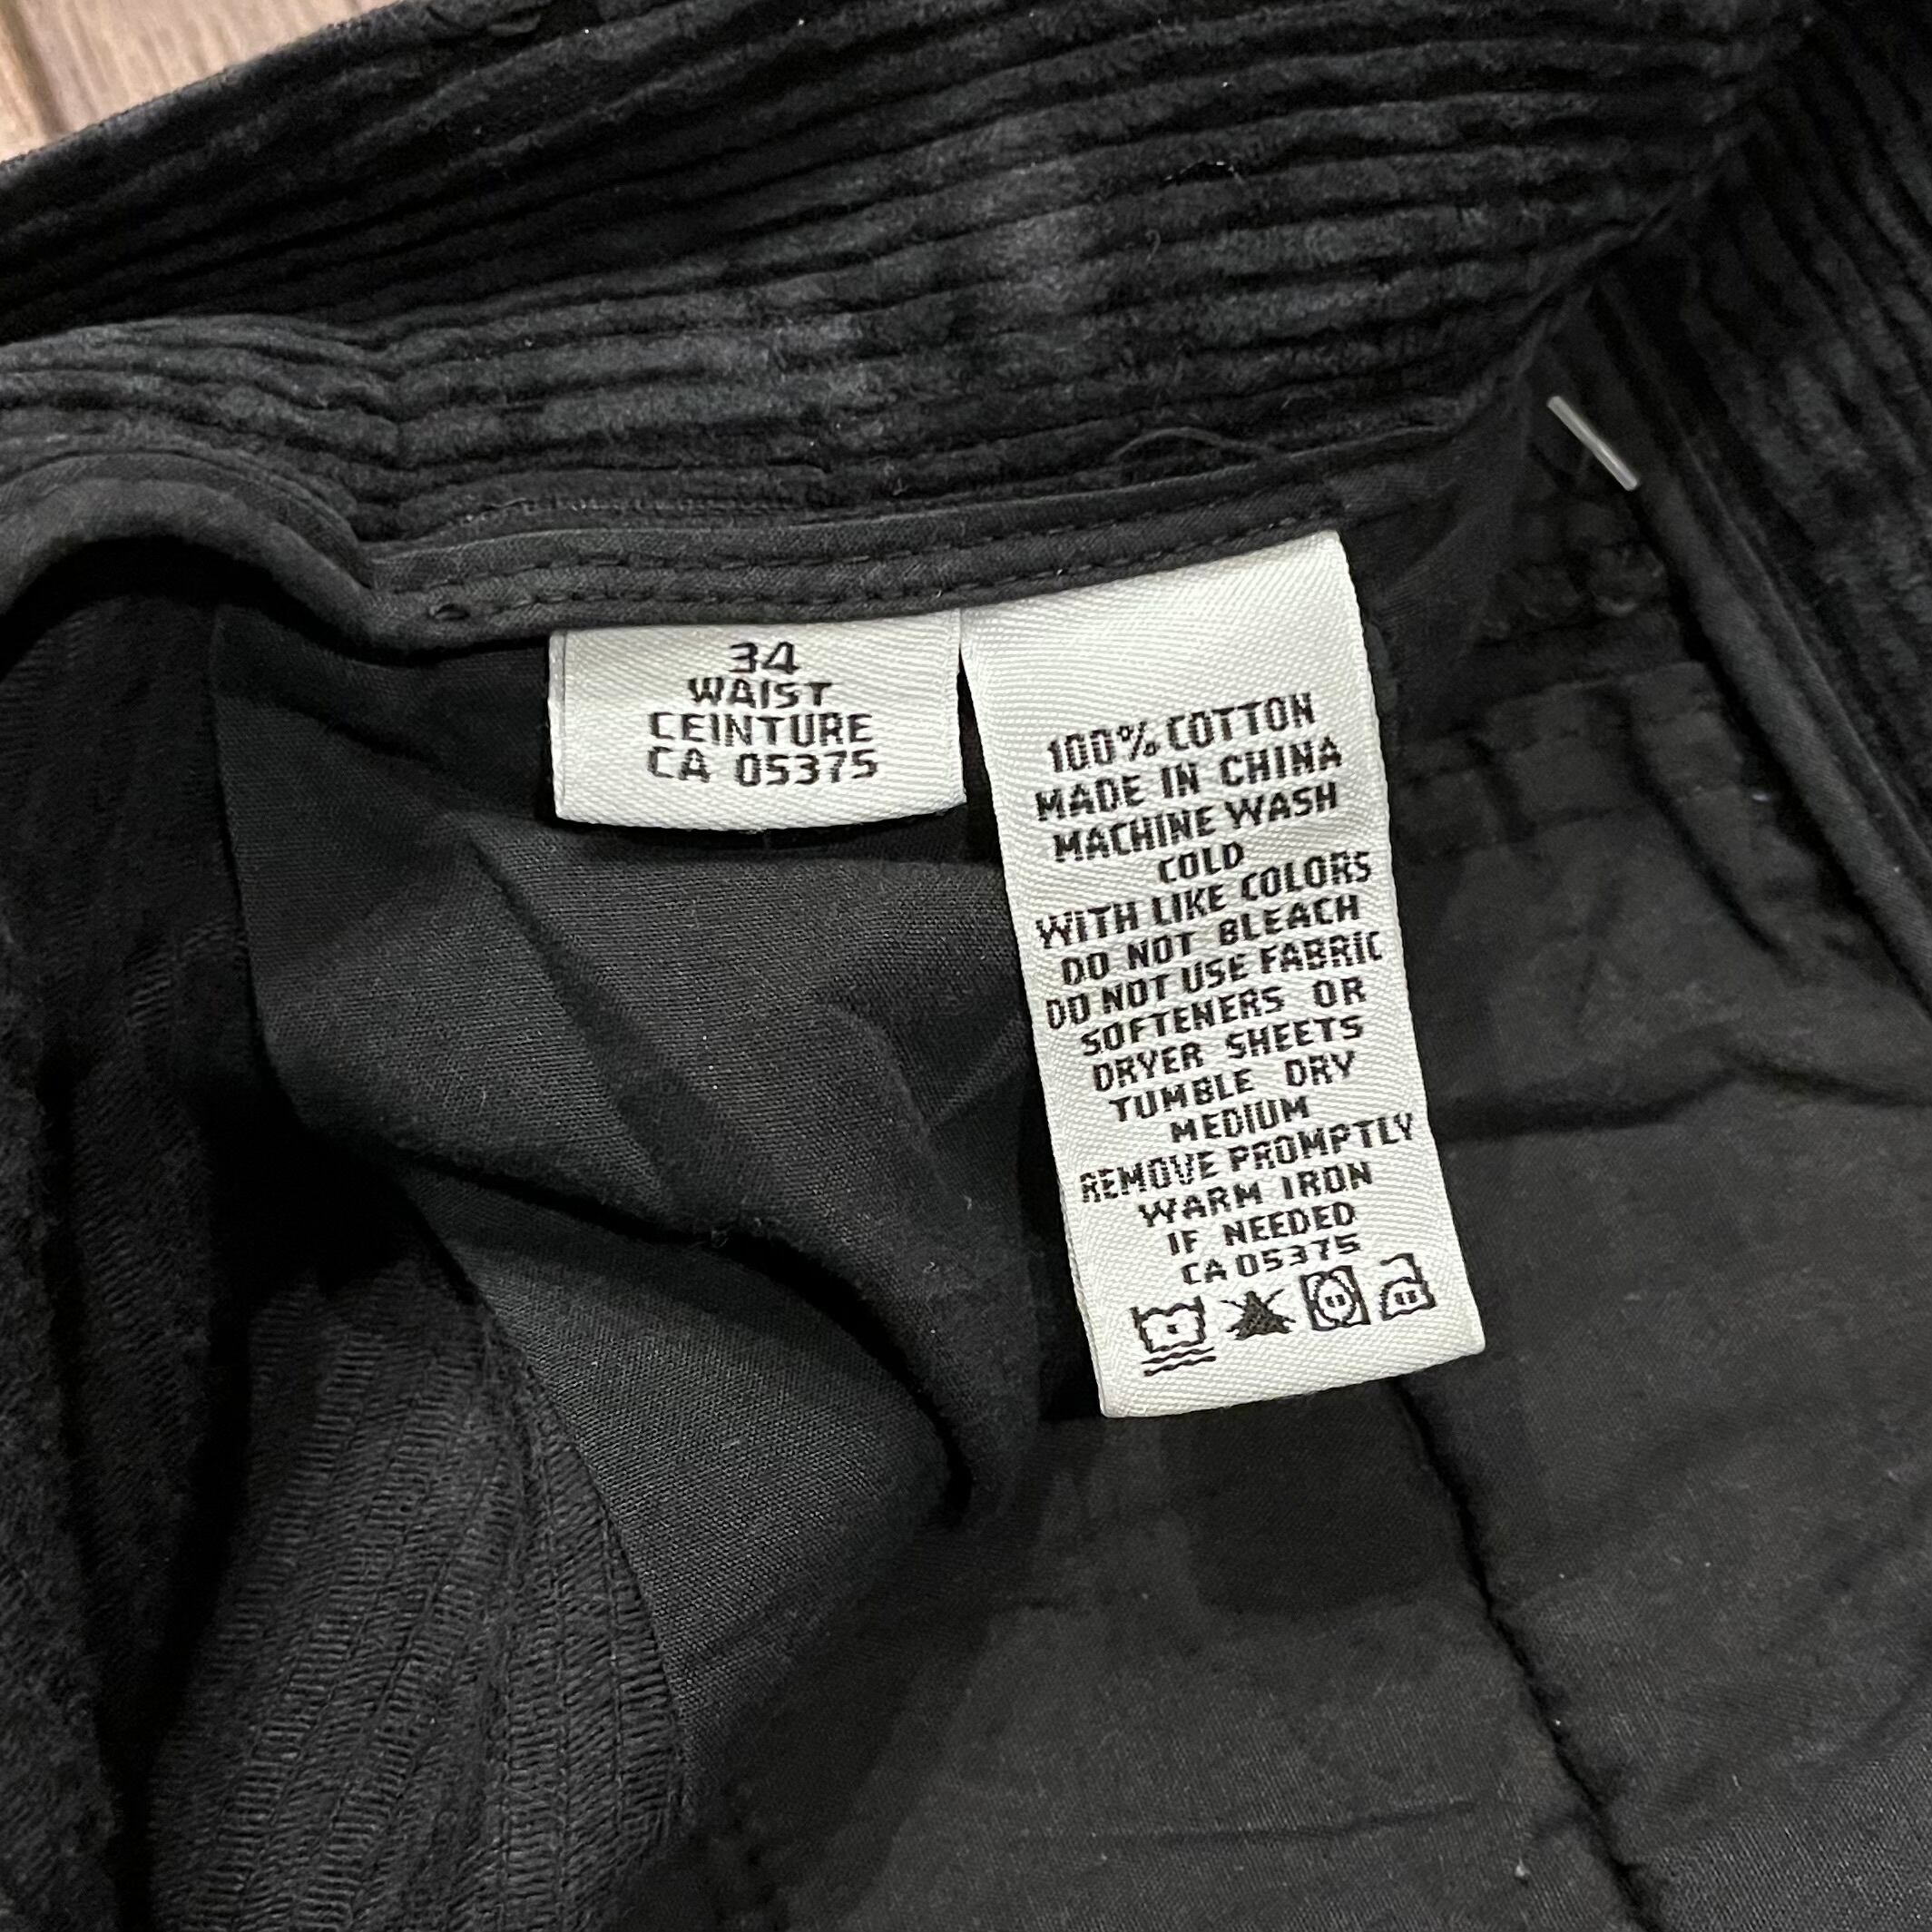 34
WAIST
CEINTURE
CA 05375
100% COTTON
MADE IN CHINA
MACHINE WASH
COLD
WITH LIKE COLORS
DO NOT BLEACH
DO NOT USE FABRIC
SOFTENERS OR
DRYER SHEETS
TUMBLE DRY
MEDIUM
REMOVE PROMPTLY
WARM IRON
IF NEEDED
CA 05375